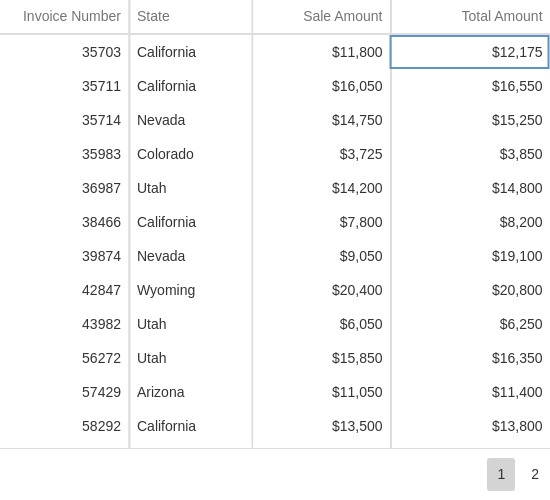 Invoice Number State Sale Amount Total Amount
35703 California $11,800 $12,175
35711 California $16,050 $16,550
35714 Nevada $14,750 $15,250
35983 Colorado $3,725 $3,850
36987 Utah $14,200 $14,800
38466 California $7,800 $8,200
39874 Nevada $9,050 $19,100
42847 Wyoming $20,400 $20,800
43982 Utah $6,050 $6,250
56272 Utah $15,850 $16,350
57429 Arizona $11,050 $11,400
58292 California $13,500 $13,800
1 2